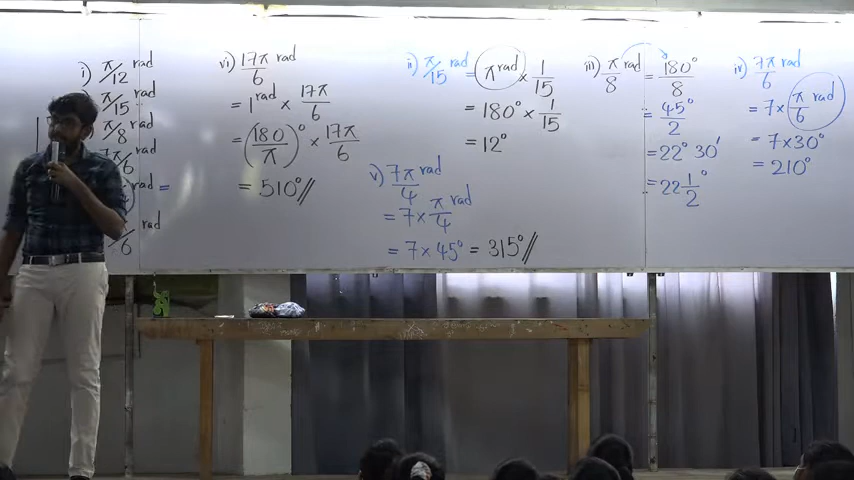 i) π/12 rad
π/15 rad
π/8 rad
7π/6
rad =
/6 rad
vi) 17π/6 rad
= 1 rad × 17π/6
= (180/π)° × 17π/6
= 510°//
ii) π/15 rad = π rad × 1/15
= 180° × 1/15
= 12°
v) 7π/4 rad
= 7 × π/4 rad
= 7 × 45° = 315°//
iii) π/8 rad = 180°/8
= 45°/2
= 22° 30'
= 22 1/2°
iv) 7π/6 rad
= 7 × π/6 rad
= 7 × 30°
= 210°